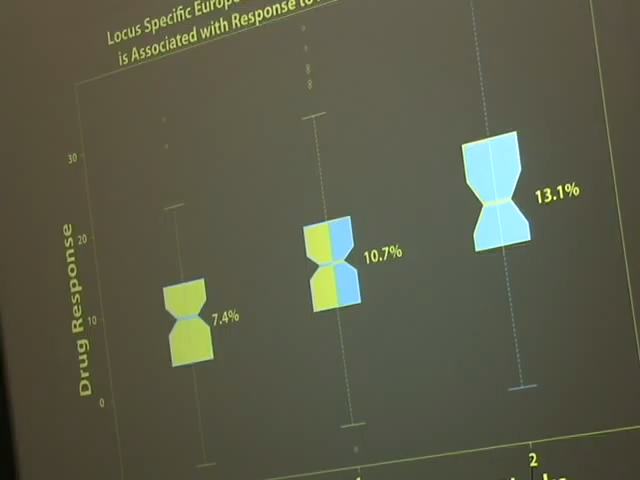 Locus Specific Europe
is Associated with Response to
30
20
10
0
Drug Response
7.4%
10.7%
13.1%
2